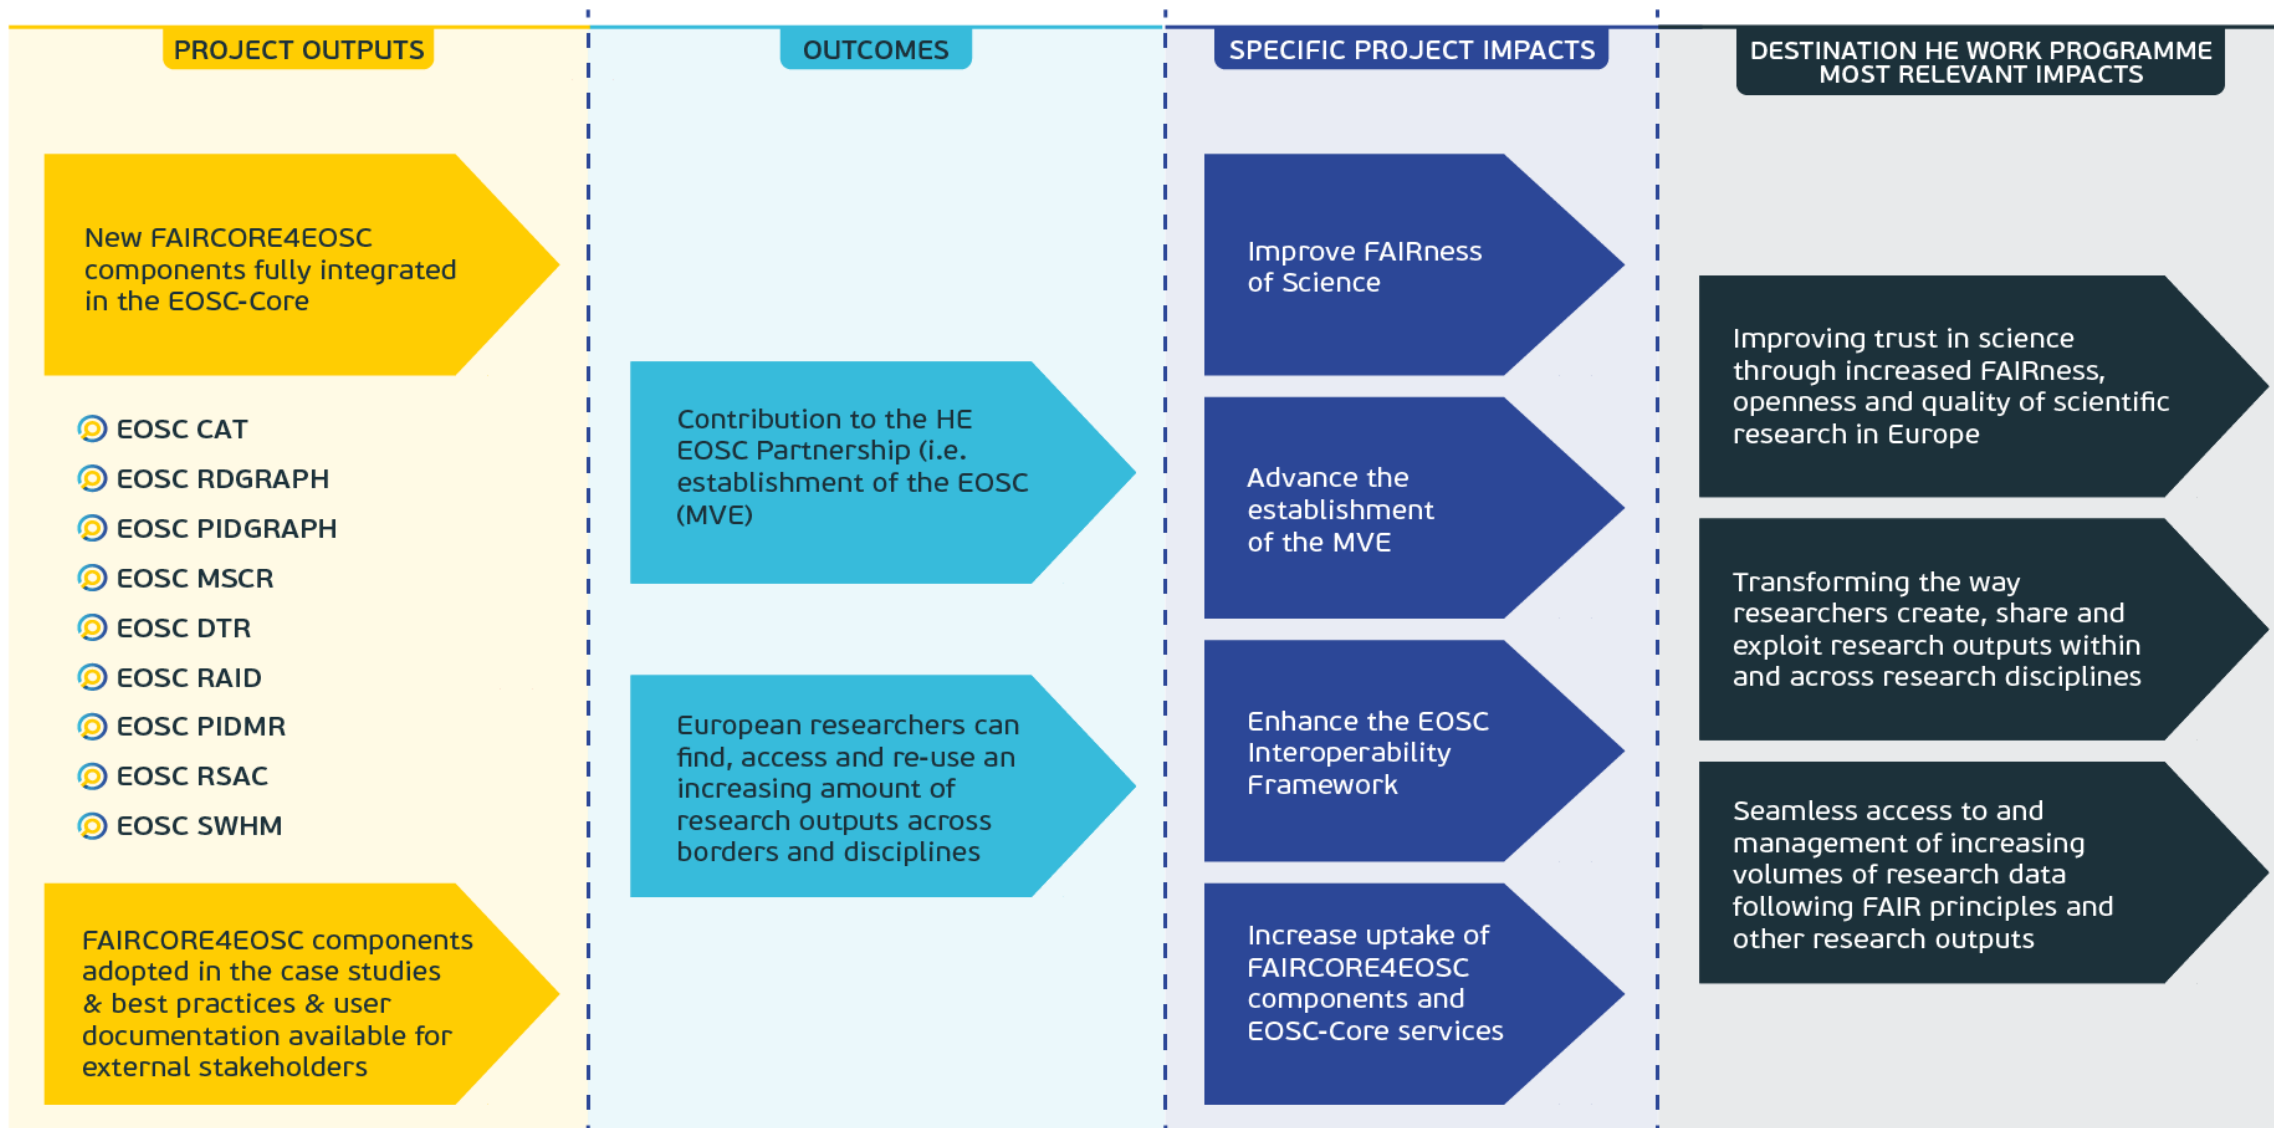 PROJECT OUTPUTS
New FAIRCORE4EOSC
components fully integrated
in the EOSC-Core
EOSC CAT
EOSC RDGRAPH
EOSC PIDGRAPH
EOSC MSCR
EOSC DTR
EOSC RAID
EOSC PIDMR
EOSC RSAC
EOSC SWHM
FAIRCORE4EOSC components
adopted in the case studies
& best practices & user
documentation available for
external stakeholders
OUTCOMES
Contribution to the HE
EOSC Partnership (i.e.
establishment of the EOSC
(MVE)
European researchers can
find, access and re-use an
increasing amount of
research outputs across
borders and disciplines
SPECIFIC PROJECT IMPACTS
Improve FAIRness
of Science
Advance the
establishment
of the MVE
Enhance the EOSC
Interoperability
Framework
Increase uptake of
FAIRCORE4EOSC
components and
EOSC-Core services
DESTINATION HE WORK PROGRAMME
MOST RELEVANT IMPACTS
Improving trust in science
through increased FAIRness,
openness and quality of scientific
research in Europe
Transforming the way
researchers create, share and
exploit research outputs within
and across research disciplines
Seamless access to and
management of increasing
volumes of research data
following FAIR principles and
other research outputs